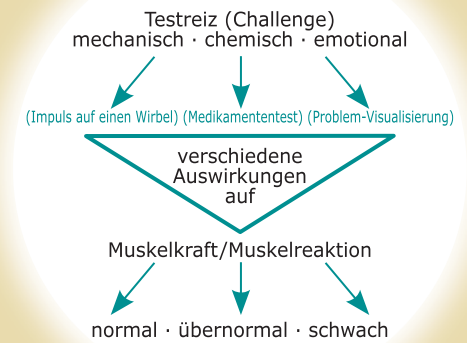 Testreiz (Challenge)
mechanisch · chemisch · emotional
(Impuls auf einen Wirbel) (Medikamententest) (Problem-Visualisierung)
verschiedene
Auswirkungen
auf
Muskelkraft/Muskelreaktion
normal · übernormal · schwach